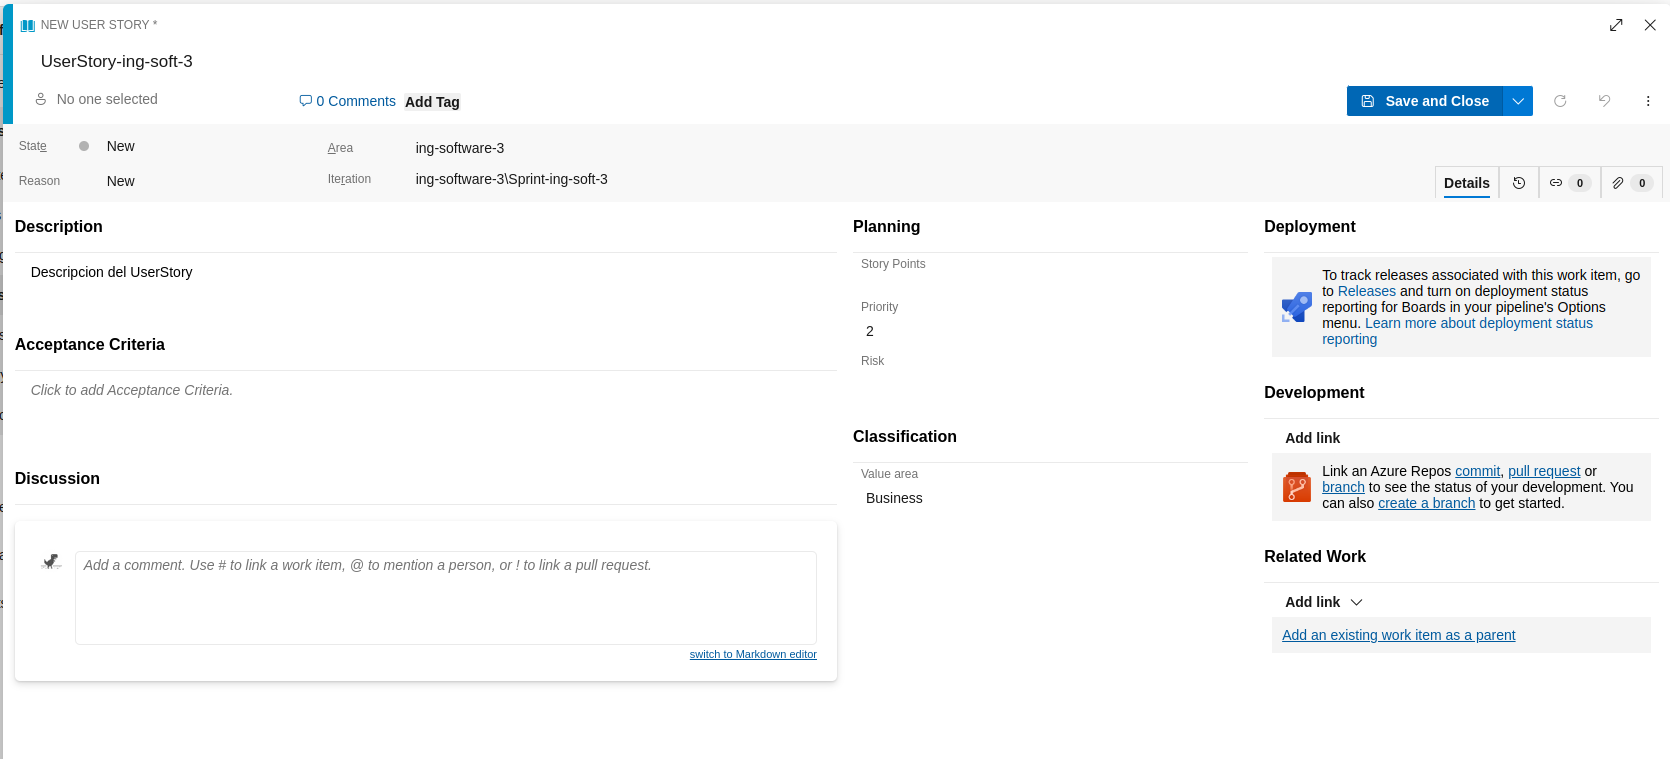 NEW USER STORY *
UserStory-ing-soft-3
No one selected
0 Comments
Add Tag
Save and Close
State
New
Area
ing-software-3
Reason
New
Iteration
ing-software-3\Sprint-ing-soft-3
Details
0
0
Description
Descripcion del UserStory
Acceptance Criteria
Click to add Acceptance Criteria.
Discussion
Add a comment. Use # to link a work item, @ to mention a person, or ! to link a pull request.
switch to Markdown editor
Planning
Story Points
Priority
2
Risk
Classification
Value area
Business
Deployment
To track releases associated with this work item, go
to Releases and turn on deployment status
reporting for Boards in your pipeline's Options
menu. Learn more about deployment status
reporting
Development
Add link
Link an Azure Repos commit, pull request or
branch to see the status of your development. You
can also create a branch to get started.
Related Work
Add link
Add an existing work item as a parent